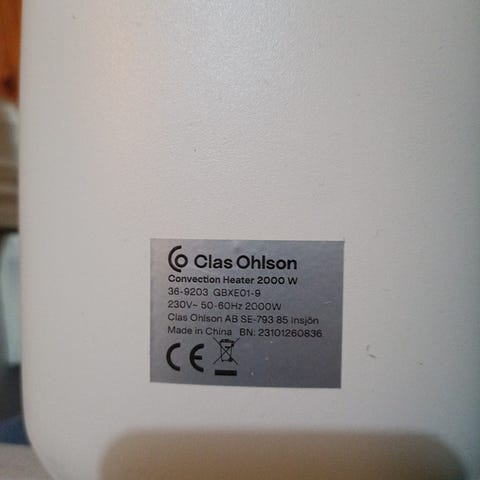 Clas Ohlson
Convection Heater 2000 W
36-9203 GBXE01-9
230V~ 50-60Hz 2000W
Clas Ohlson AB SE-793 85 Insjön
Made in China BN: 23101260836
CE